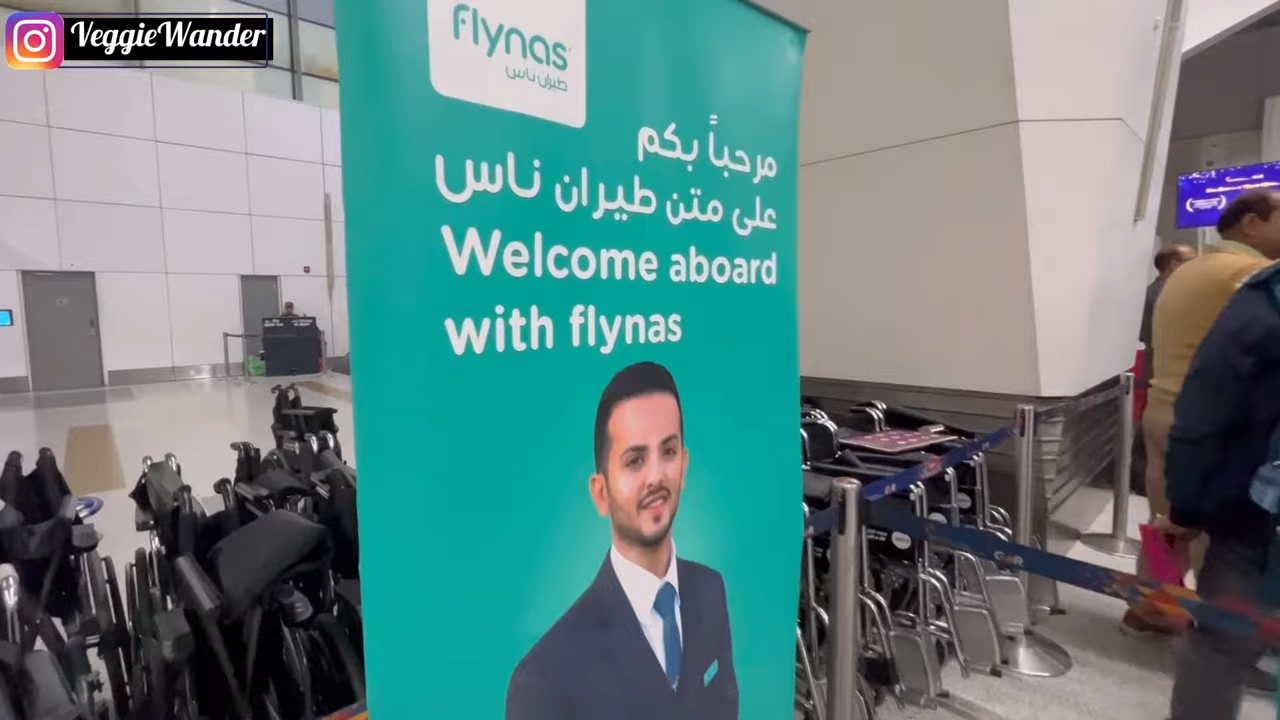 VeggieWander
flynas
طيران ناس
مرحباً بكم
على متن طيران ناس
Welcome aboard
with flynas